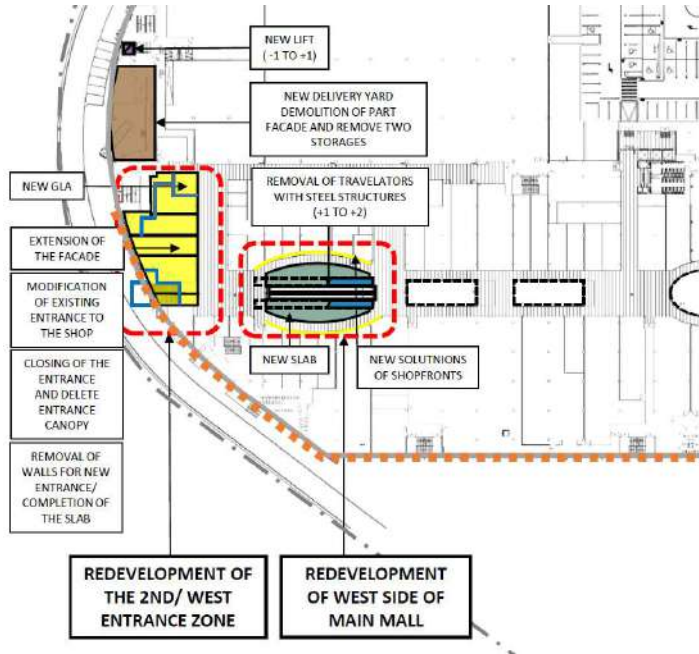 NEW LIFT
( -1 TO +1)
NEW DELIVERY YARD
DEMOLITION OF PART
FACADE AND REMOVE TWO
STORAGES
NEW GLA
REMOVAL OF TRAVELATORS
WITH STEEL STRUCTURES
(+1 TO +2)
EXTENSION OF
THE FACADE
MODIFICATION OF
EXISTING
ENTRANCE TO
THE SHOP
CLOSING OF THE
ENTRANCE
AND DELETE
ENTRANCE
CANOPY
REMOVAL OF
WALLS FOR NEW
ENTRANCE/
COMPLETION OF
THE SLAB
NEW SLAB
NEW SOLUTNIONS
OF SHOPFRONTS
REDEVELOPMENT OF
THE 2ND/ WEST
ENTRANCE ZONE
REDEVELOPMENT
OF WEST SIDE OF
MAIN MALL